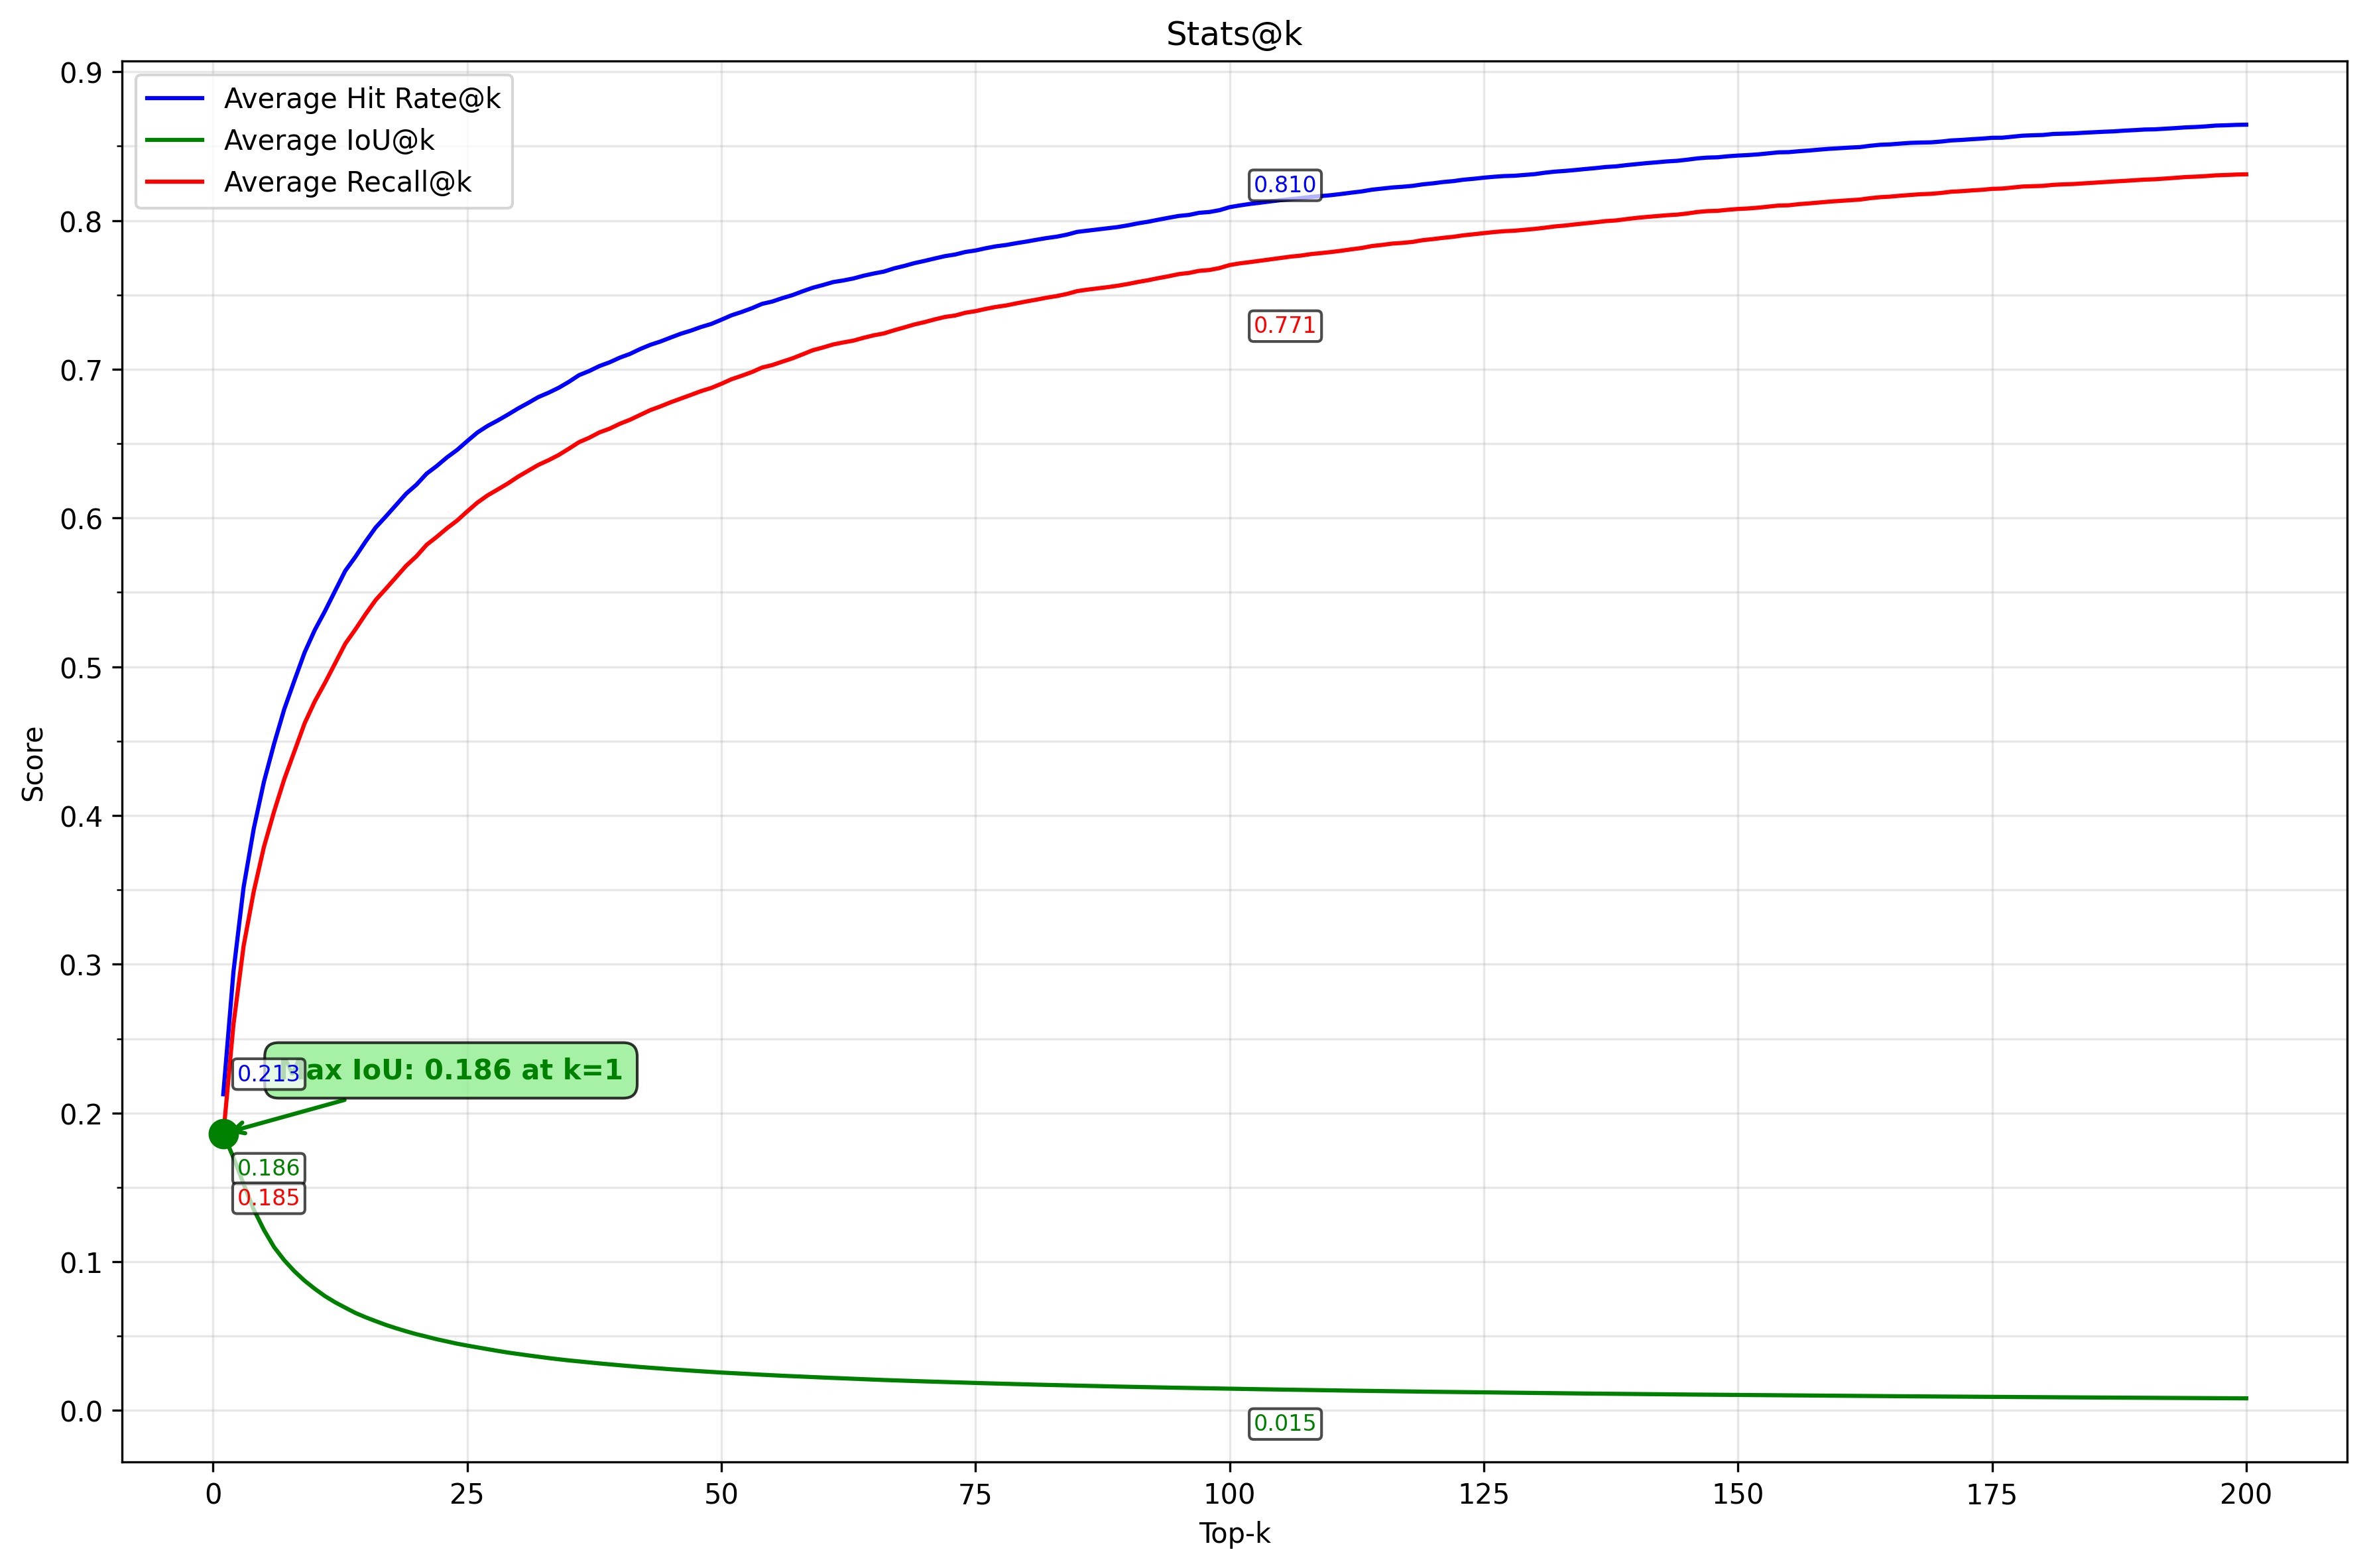 Stats@k
Average Hit Rate@k
Average IoU@k
Average Recall@k
Score
0.9
0.8
0.7
0.6
0.5
0.4
0.3
0.2
0.1
0.0
0.810
0.771
0.213
Max IoU: 0.186 at k=1
0.186
0.185
0.015
0 25 50 75 100 125 150 175 200
Top-k